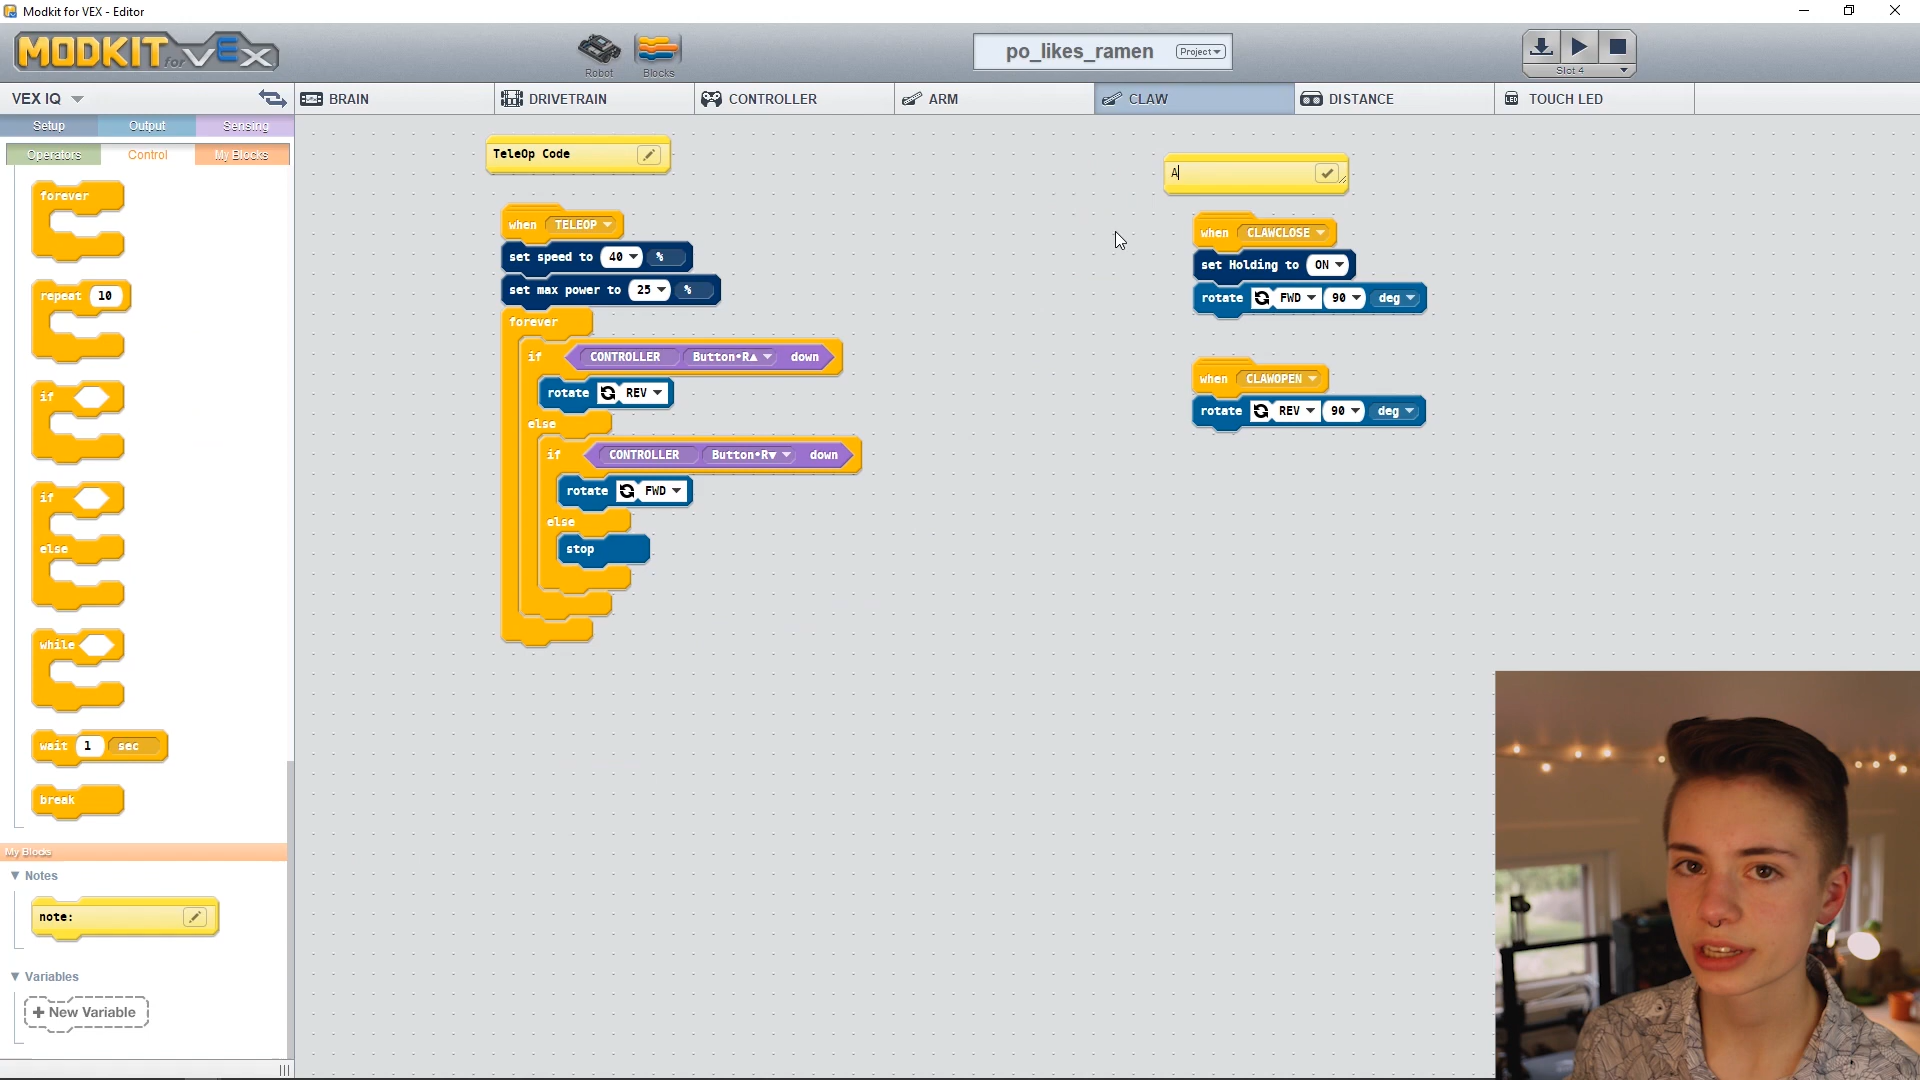 Modkit for VEX - Editor
MODKIT for VEX
Robot
Blocks
po_likes_ramen
Project
Slot 4
VEX IQ
BRAIN
DRIVETRAIN
CONTROLLER
ARM
CLAW
DISTANCE
LED TOUCH LED
Setup
Output
Sensing
Operators
Control
My Blocks
forever
repeat 10
if
if
else
while
wait 1 sec
break
My Blocks
Notes
note:
Variables
+ New Variable
TeleOp Code
when TELEOP
set speed to 40 %
set max power to 25 %
forever
if CONTROLLER Button•R▲ down
rotate REV
else
if CONTROLLER Button•R▼ down
rotate FWD
else
stop
A
when CLAWCLOSE
set Holding to ON
rotate FWD 90 deg
when CLAWOPEN
rotate REV 90 deg